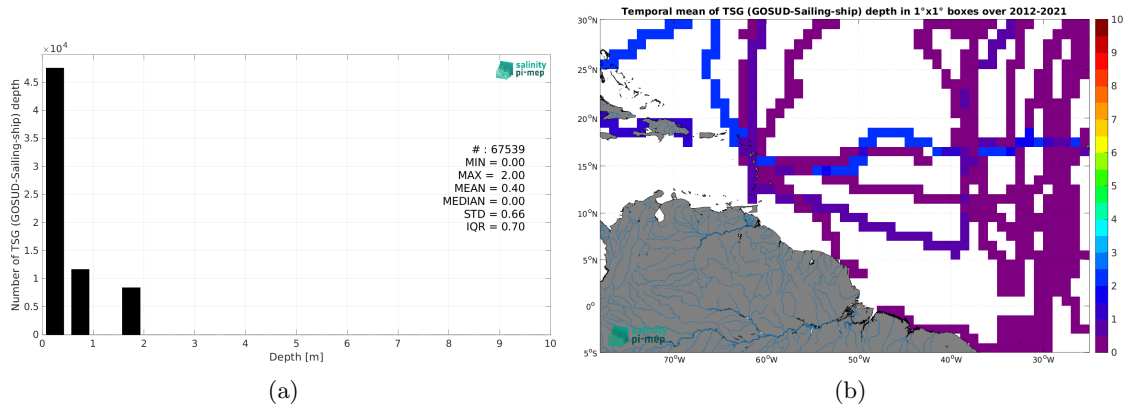 ×10⁴
4.5
4
3.5
3
2.5
2
1.5
1
0.5
0
Number of TSG (GOSUD-Sailing-ship) depth
salinity
pi-mep
# : 67539
MIN = 0.00
MAX = 2.00
MEAN = 0.40
MEDIAN = 0.00
STD = 0.66
IQR = 0.70
0 1 2 3 4 5 6 7 8 9 10
Depth [m]
(a)
Temporal mean of TSG (GOSUD-Sailing-ship) depth in 1°x1° boxes over 2012-2021
30°N
25°N
20°N
15°N
10°N
5°N
0°
5°S
salinity
pi-mep
70°W 60°W 50°W 40°W 30°W
10
9
8
7
6
5
4
3
2
1
0
(b)